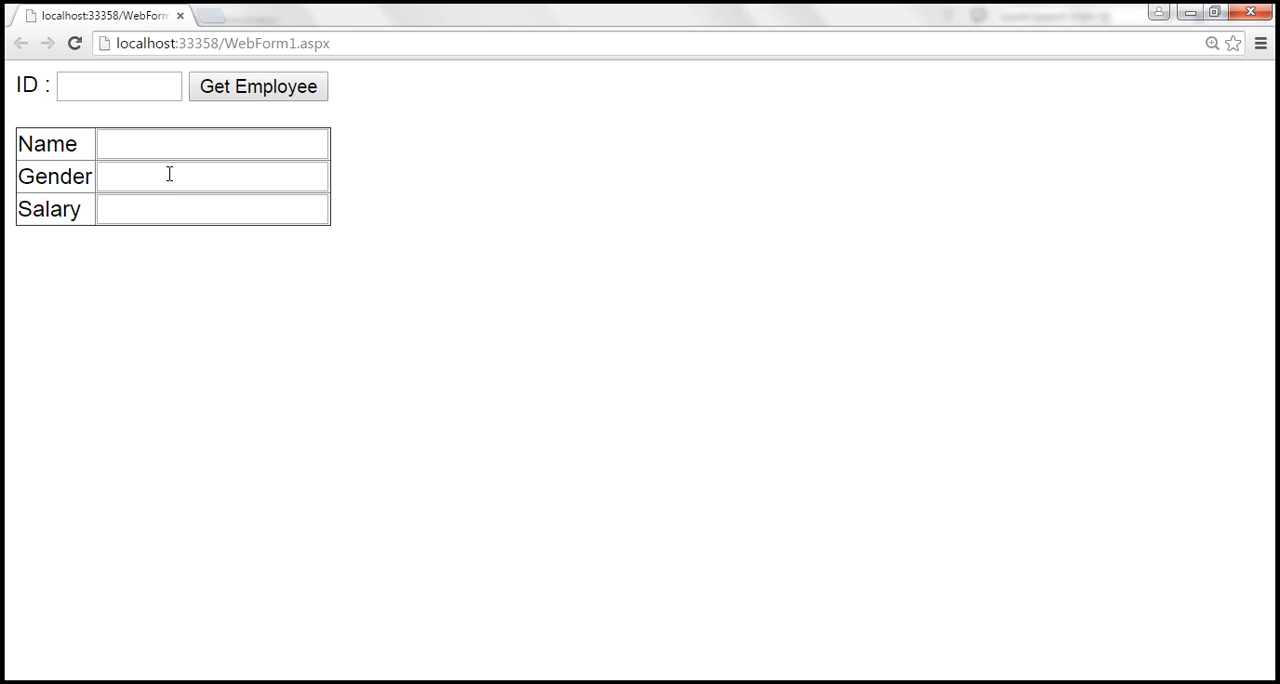 localhost:33358/WebForm
localhost:33358/WebForm1.aspx
ID :
Get Employee
Name
Gender
Salary